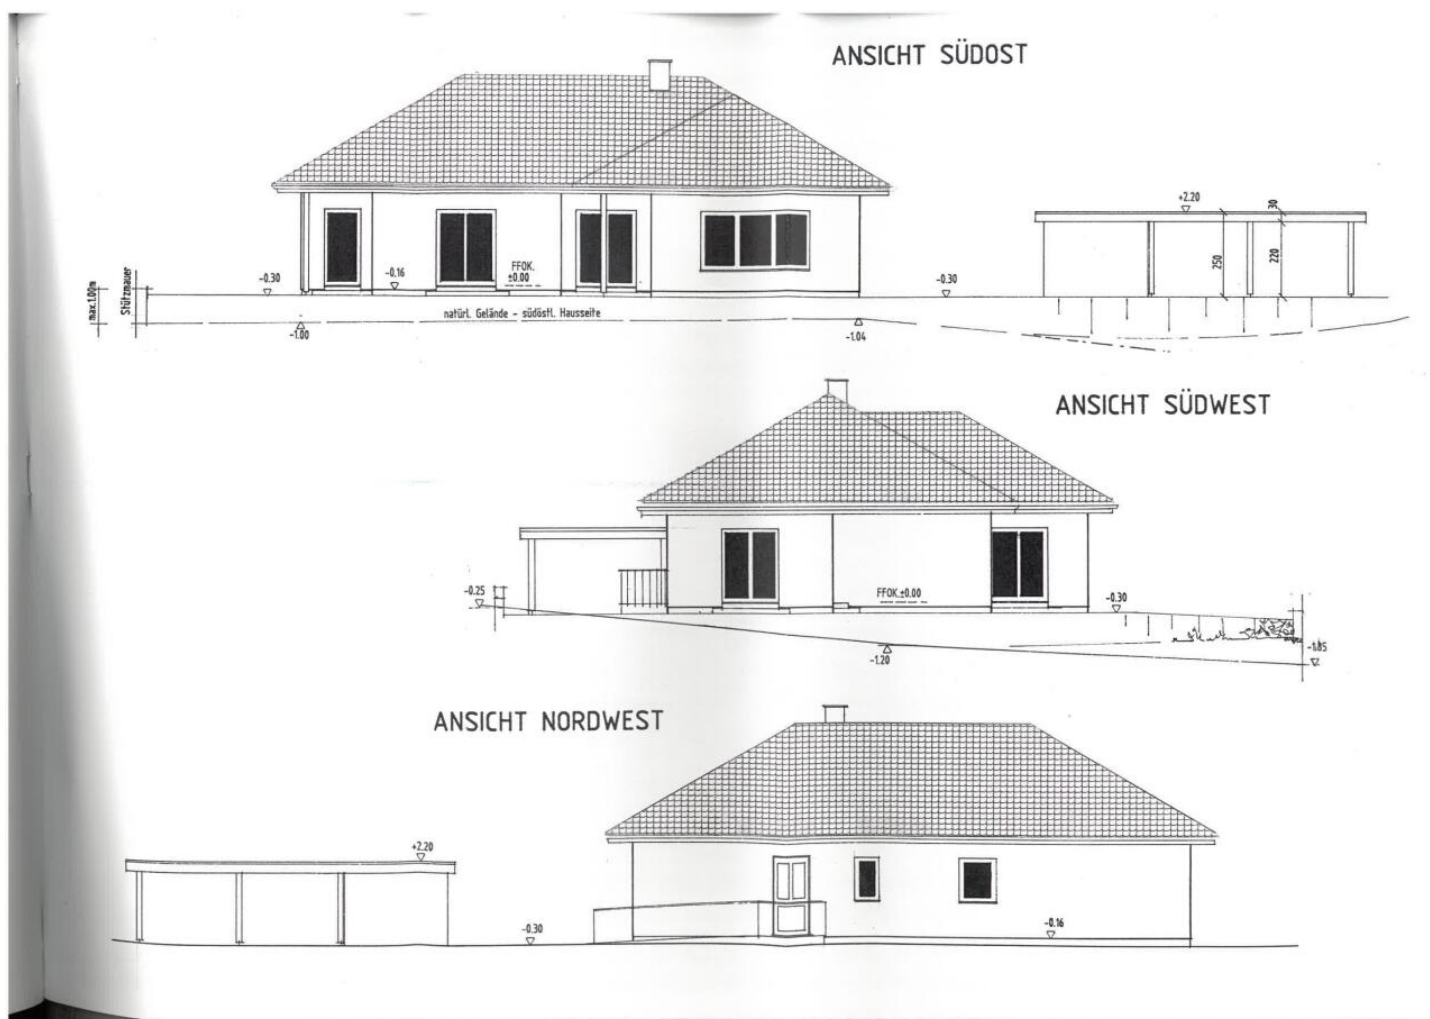 ANSICHT SÜDOST
+2.20
30
250
220
-0.30
-0.16
FFOK.
±0.00
-0.30
max.1.00m
Stützmauer
natürl. Gelände - südöstl. Hausseite
-1.00
-1.04
ANSICHT SÜDWEST
-0.25
FFOK.±0.00
-0.30
-1.20
-1.85
ANSICHT NORDWEST
+2.20
-0.30
-0.16